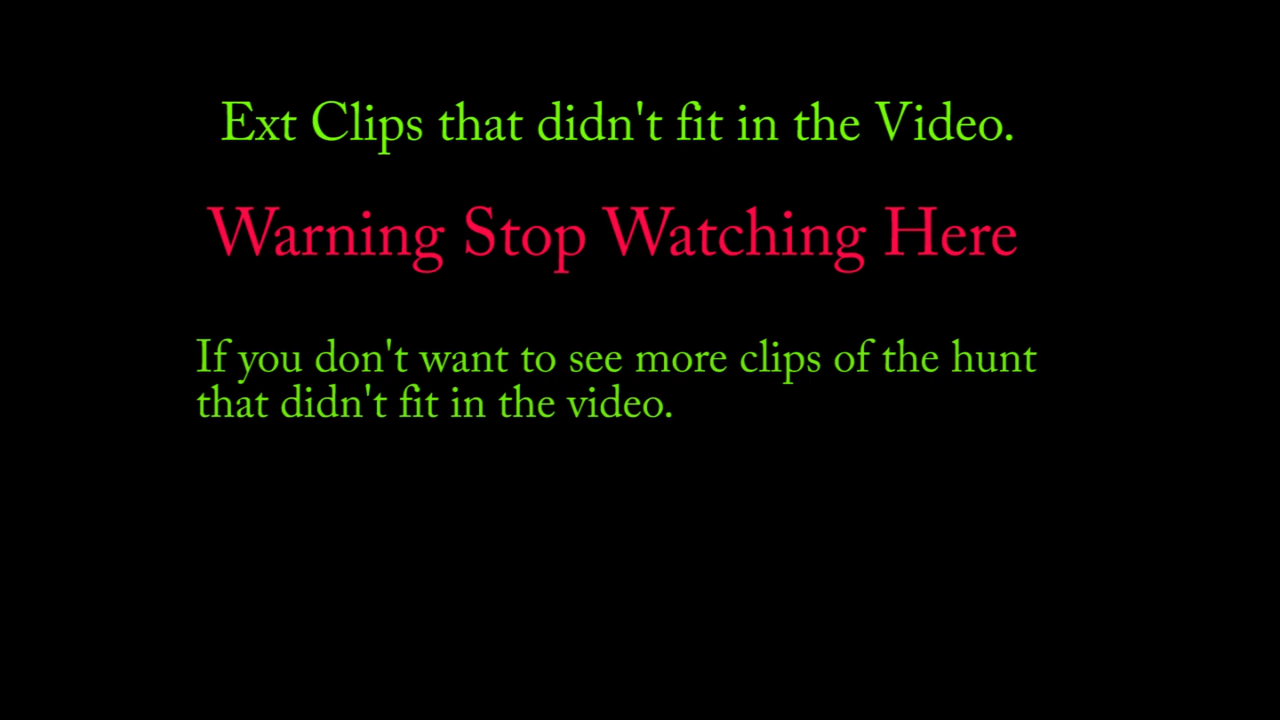 Ext Clips that didn't fit in the Video.
Warning Stop Watching Here
If you don't want to see more clips of the hunt
that didn't fit in the video.